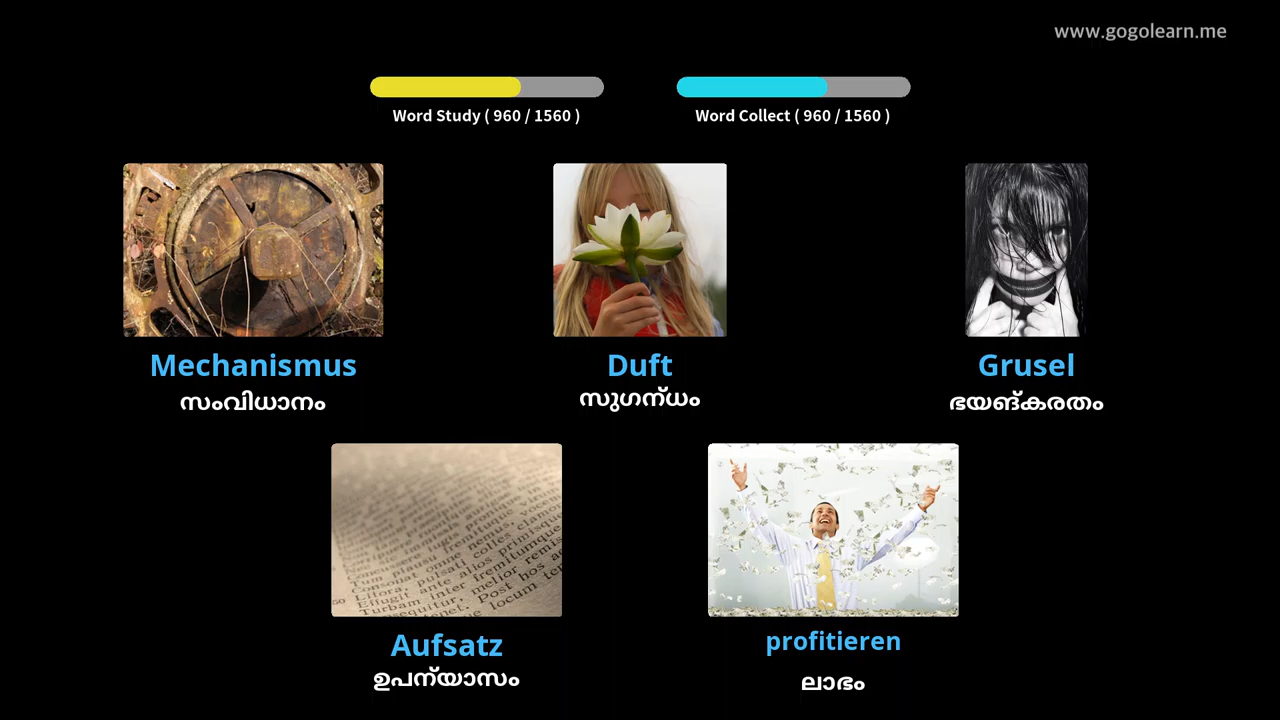 www.gogolearn.me
Word Study ( 960 / 1560 )
Word Collect ( 960 / 1560 )
Mechanismus
സംവിധാനം
Duft
സുഗന്ധം
Grusel
ഭയങ്കരതം
Aufsatz
ഉപന്യാസം
profitieren
ലാഭം